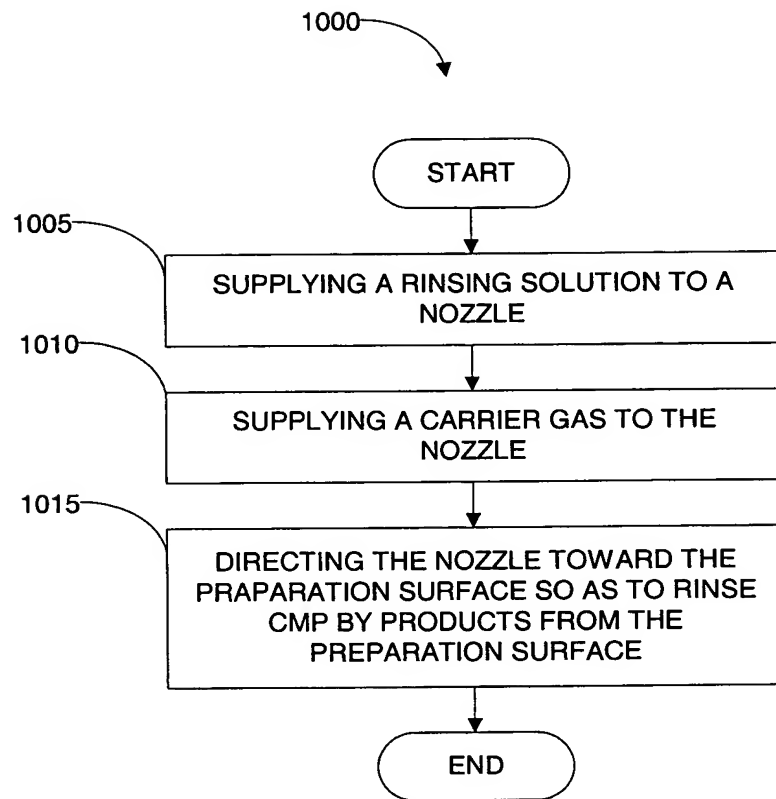 1000
START
1005
SUPPLYING A RINSING SOLUTION TO A
NOZZLE
1010
SUPPLYING A CARRIER GAS TO THE
NOZZLE
1015
DIRECTING THE NOZZLE TOWARD THE
PRAPARATION SURFACE SO AS TO RINSE
CMP BY PRODUCTS FROM THE
PREPARATION SURFACE
END